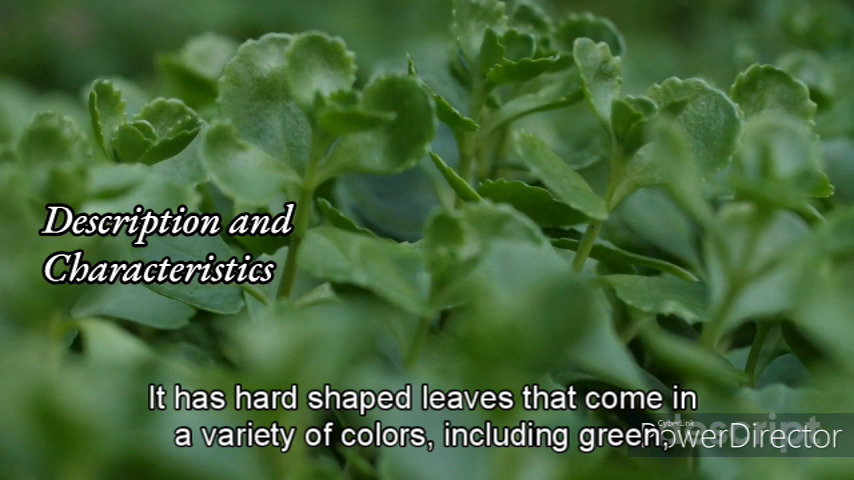 Description and
Characteristics
It has hard shaped leaves that come in
a variety of colors, including green,
CyberLink
PowerDirector